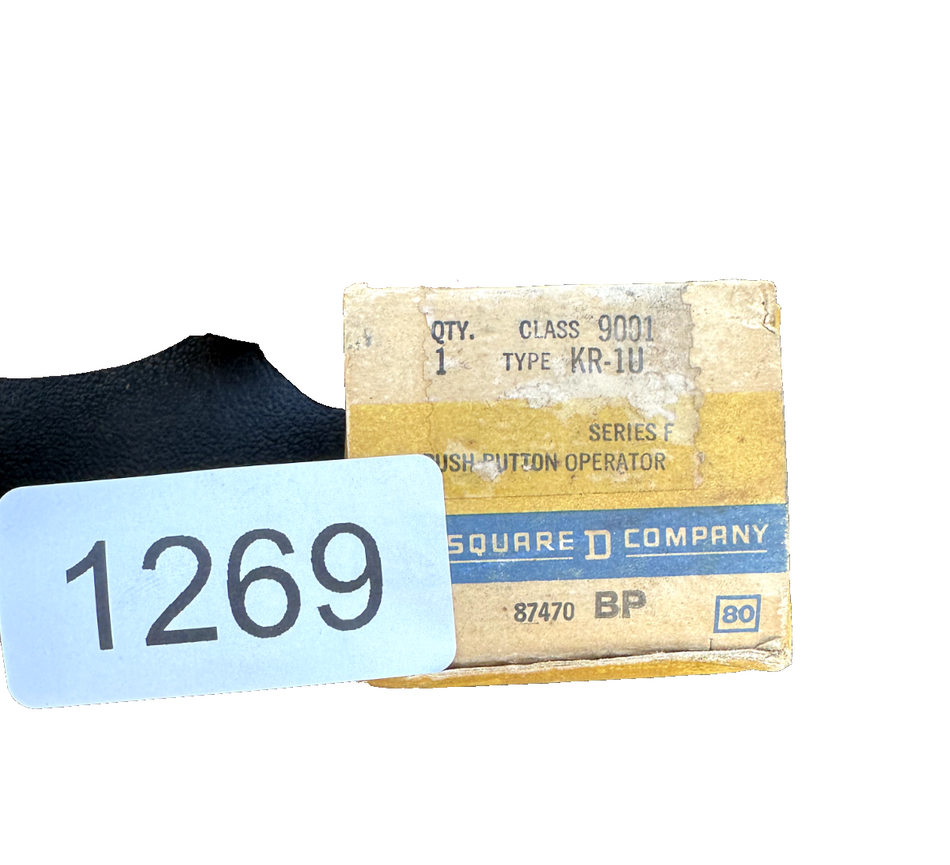 QTY. CLASS 9001
1 TYPE KR-1U
SERIES F
PUSH BUTTON OPERATOR
SQUARE D COMPANY
87470 BP 80
1269